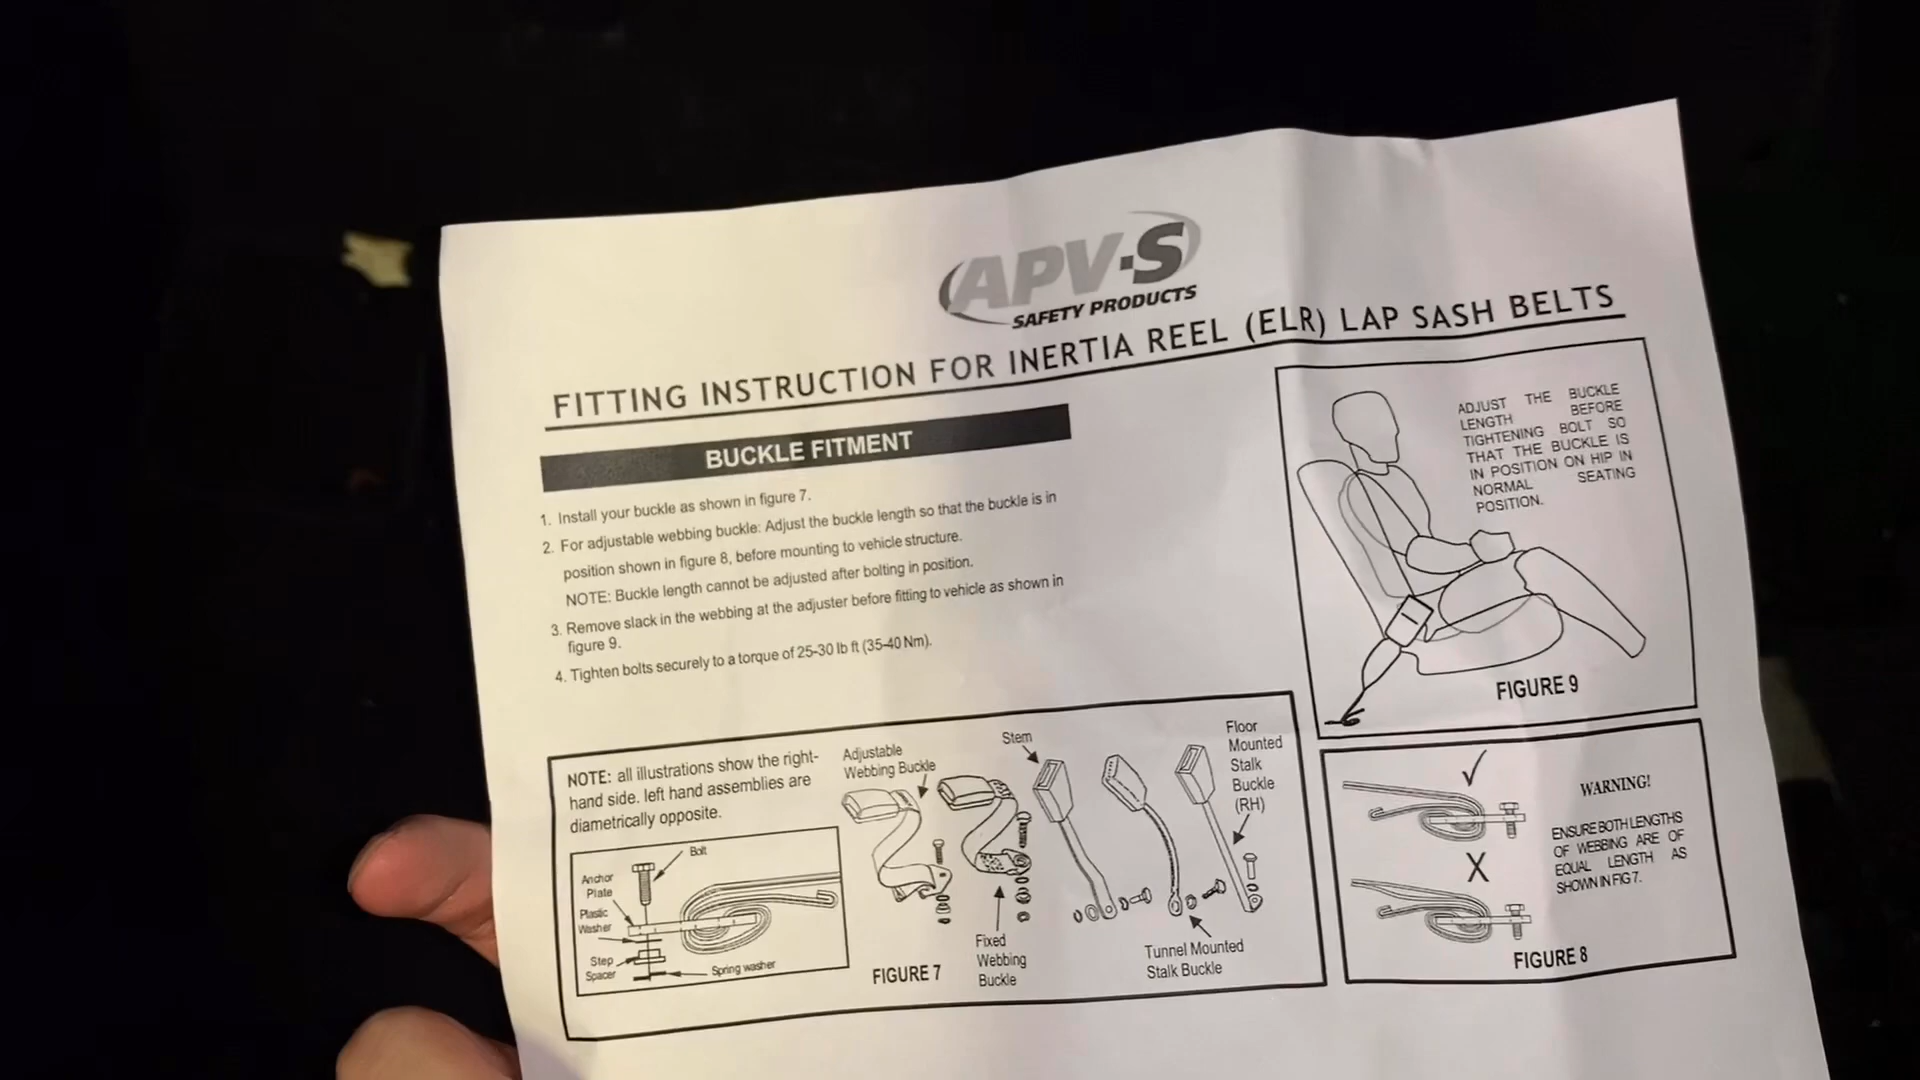 APV-S
SAFETY PRODUCTS
FITTING INSTRUCTION FOR INERTIA REEL (ELR) LAP SASH BELTS
BUCKLE FITMENT
1. Install your buckle as shown in figure 7.
2. For adjustable webbing buckle: Adjust the buckle length so that the buckle is in
position shown in figure 8, before mounting to vehicle structure.
NOTE: Buckle length cannot be adjusted after bolting in position.
3. Remove slack in the webbing at the adjuster before fitting to vehicle as shown in
figure 9.
4. Tighten bolts securely to a torque of 25-30 lb ft (35-40 Nm).
ADJUST THE BUCKLE
LENGTH BEFORE
TIGHTENING BOLT SO
THAT THE BUCKLE IS
IN POSITION ON HIP IN
NORMAL SEATING
POSITION.
FIGURE 9
NOTE: all illustrations show the right-
hand side. left hand assemblies are
diametrically opposite.
Bolt
Anchor
Plate
Plastic
Washer
Step
Spacer
Spring washer
Adjustable
Webbing Buckle
Stem
Floor
Mounted
Stalk
Buckle
(RH)
Fixed
Webbing
Buckle
Tunnel Mounted
Stalk Buckle
FIGURE 7
WARNING!
ENSURE BOTH LENGTHS
OF WEBBING ARE OF
EQUAL LENGTH AS
SHOWN IN FIG 7.
FIGURE 8